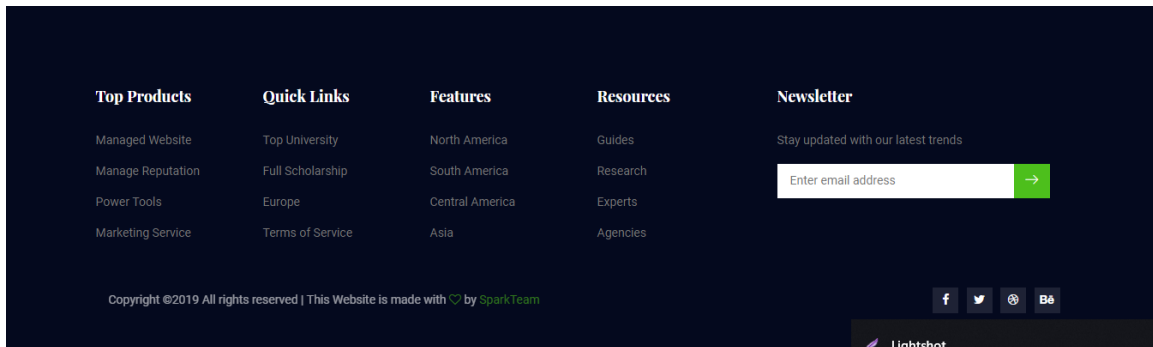 Top Products
Managed Website
Manage Reputation
Power Tools
Marketing Service
Quick Links
Top University
Full Scholarship
Europe
Terms of Service
Features
North America
South America
Central America
Asia
Resources
Guides
Research
Experts
Agencies
Newsletter
Stay updated with our latest trends
Enter email address
Copyright ©2019 All rights reserved | This Website is made with ♡ by SparkTeam
Bē
Lightshot